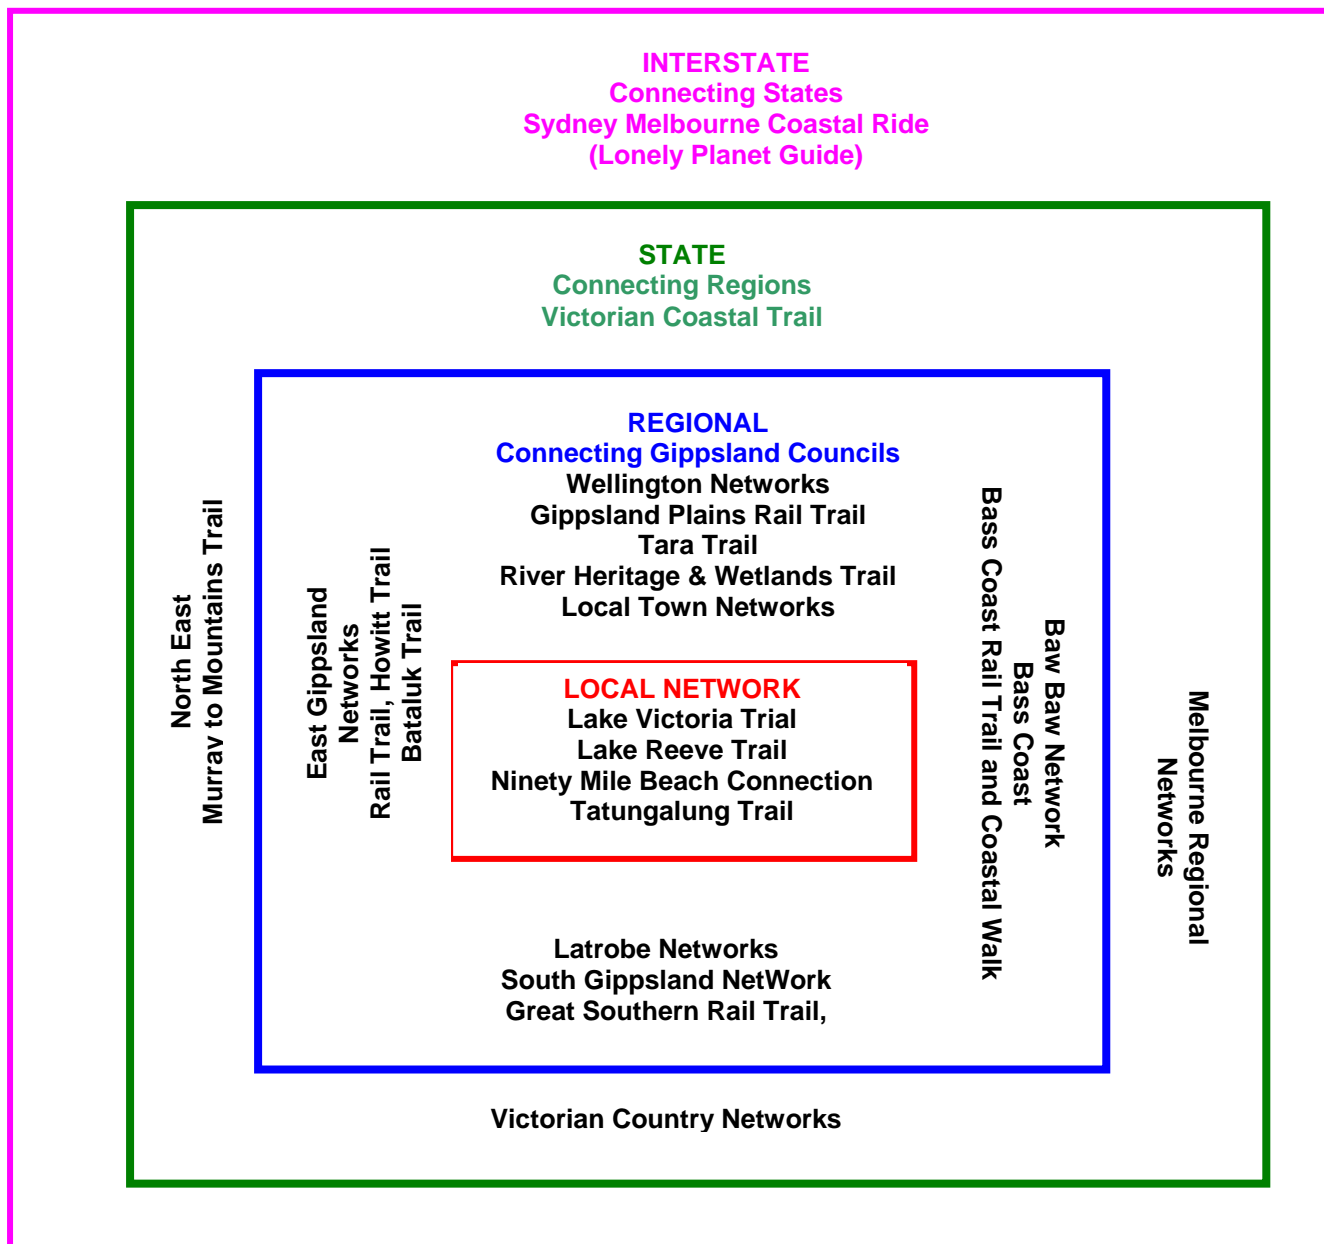 INTERSTATE
Connecting States
Sydney Melbourne Coastal Ride
(Lonely Planet Guide)
STATE
Connecting Regions
Victorian Coastal Trail
North East
Murray to Mountains Trail
REGIONAL
Connecting Gippsland Councils
Wellington Networks
Gippsland Plains Rail Trail
Tara Trail
River Heritage & Wetlands Trail
Local Town Networks
East Gippsland
Networks
Rail Trail, Howitt Trail
Bataluk Trail
LOCAL NETWORK
Lake Victoria Trial
Lake Reeve Trail
Ninety Mile Beach Connection
Tatungalung Trail
Baw Baw Network
Bass Coast
Bass Coast Rail Trail and Coastal Walk
Melbourne Regional
Networks
Latrobe Networks
South Gippsland NetWork
Great Southern Rail Trail,
Victorian Country Networks